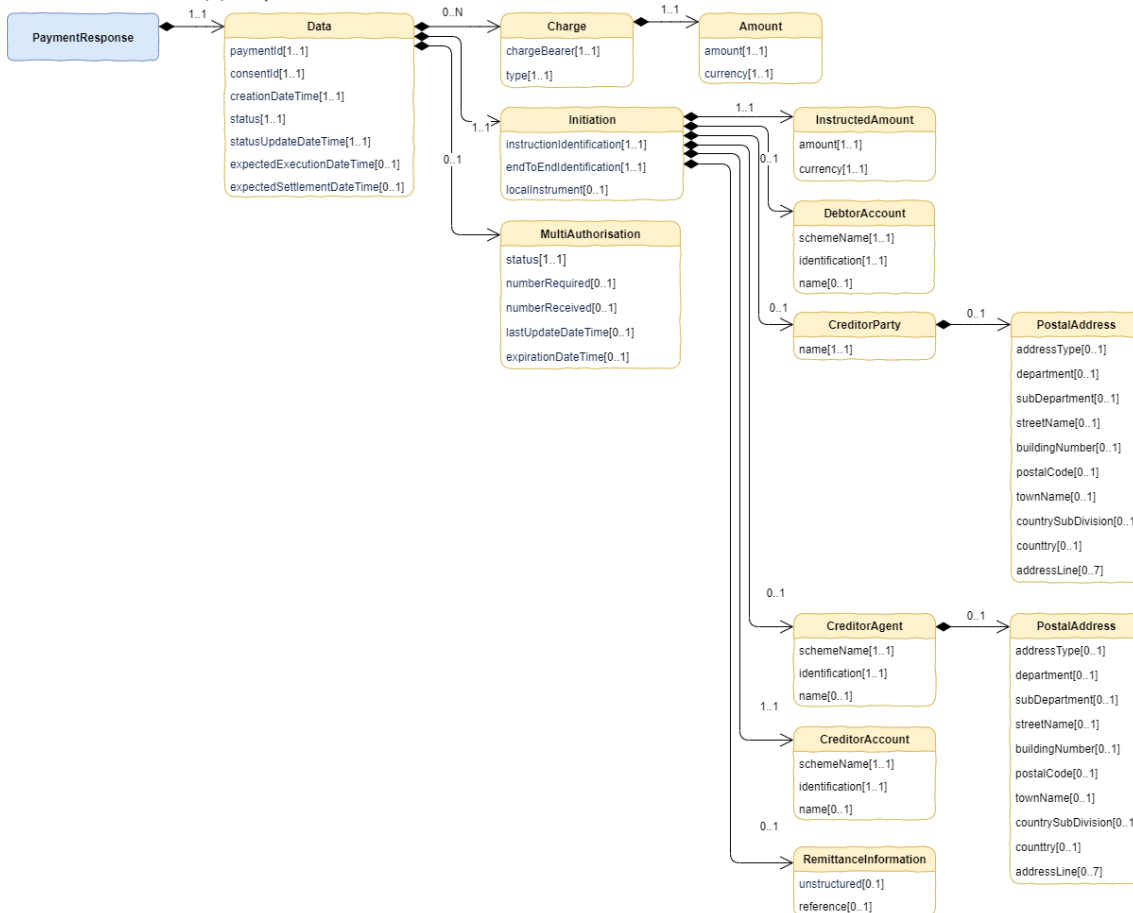 PaymentResponse
1..1
Data
paymentId[1..1]
consentId[1..1]
creationDateTime[1..1]
status[1..1]
statusUpdateDateTime[1..1]
expectedExecutionDateTime[0..1]
expectedSettlementDateTime[0..1]
0..N
Charge
chargeBearer[1..1]
type[1..1]
1..1
Amount
amount[1..1]
currency[1..1]
1..1
Initiation
instructionIdentification[1..1]
endToEndIdentification[1..1]
localInstrument[0..1]
0..1
MultiAuthorisation
status[1..1]
numberRequired[0..1]
numberReceived[0..1]
lastUpdateDateTime[0..1]
expirationDateTime[0..1]
1..1
InstructedAmount
amount[1..1]
currency[1..1]
0..1
DebtorAccount
schemeName[1..1]
identification[1..1]
name[0..1]
0..1
CreditorParty
name[1..1]
0..1
PostalAddress
addressType[0..1]
department[0..1]
subDepartment[0..1]
streetName[0..1]
buildingNumber[0..1]
postalCode[0..1]
townName[0..1]
countrySubDivision[0..1
counttry[0..1]
addressLine[0..7]
0..1
CreditorAgent
schemeName[1..1]
identification[1..1]
name[0..1]
0..1
PostalAddress
addressType[0..1]
department[0..1]
subDepartment[0..1]
streetName[0..1]
buildingNumber[0..1]
postalCode[0..1]
townName[0..1]
countrySubDivision[0..1
counttry[0..1]
addressLine[0..7]
1..1
CreditorAccount
schemeName[1..1]
identification[1..1]
name[0..1]
0..1
RemittanceInformation
unstructured[0.1]
reference[0..1]